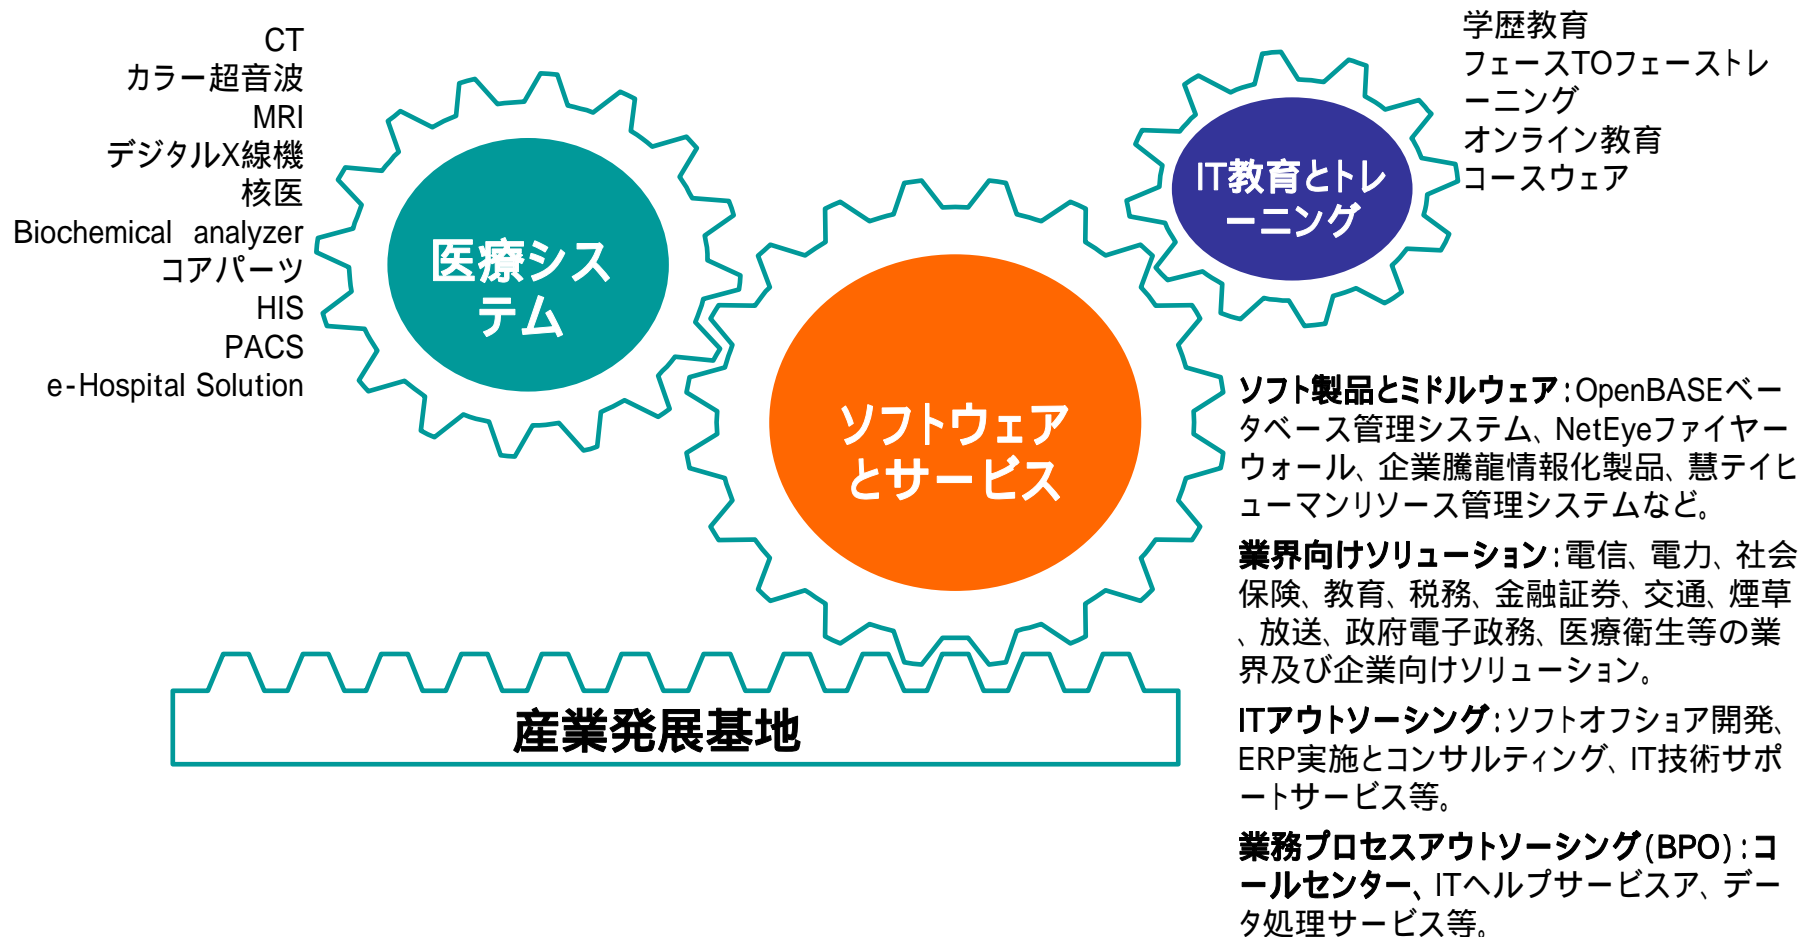 CT
カラー超音波
MRI
デジタルX線機
核医
Biochemical analyzer
コアパーツ
HIS
PACS
e-Hospital Solution
医療シス
テム
ソフトウェア
とサービス
IT教育とトレ
ーニング
学歴教育
フェースTOフェーストレ
ーニング
オンライン教育
コースウェア
ソフト製品とミドルウェア:OpenBASEベー
タベース管理システム、NetEyeファイヤー
ウォール、企業騰龍情報化製品、慧テイヒ
ューマンリソース管理システムなど。
業界向けソリューション:電信、電力、社会
保険、教育、税務、金融証券、交通、煙草
、放送、政府電子政務、医療衛生等の業
界及び企業向けソリューション。
ITアウトソーシング:ソフトオフショア開発、
ERP実施とコンサルティング、IT技術サポ
ートサービス等。
業務プロセスアウトソーシング(BPO):コ
ールセンター、ITヘルプサービスア、デー
タ処理サービス等。
産業発展基地